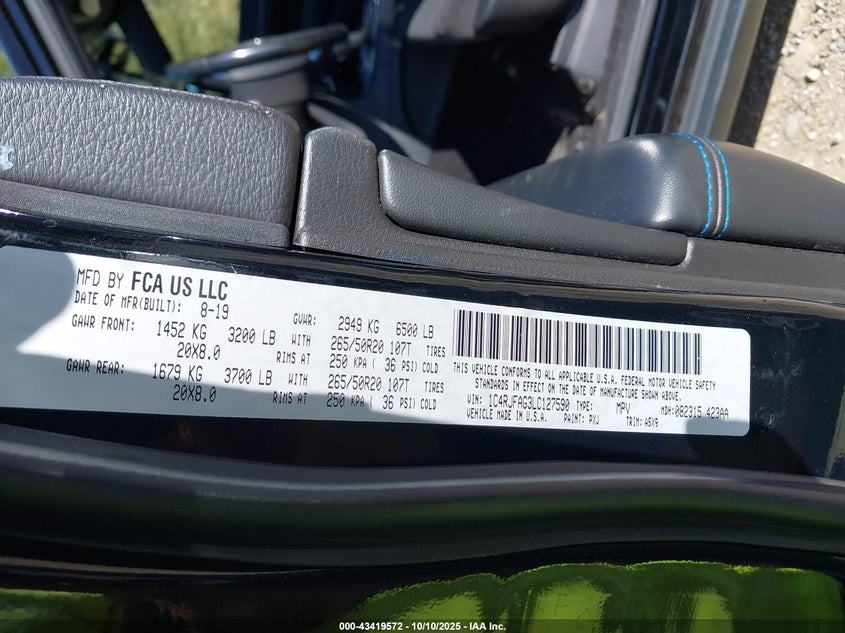 MFD BY FCA US LLC
DATE OF MFR(BUILT): 8-19
GVWR: 2949 KG 6500 LB
GAWR FRONT: 1452 KG 3200 LB WITH 265/50R20 107T TIRES
20X8.0 RIMS AT 250 KPA ( 36 PSI) COLD
GAWR REAR: 1679 KG 3700 LB WITH 265/50R20 107T TIRES
20X8.0 RIMS AT 250 KPA ( 36 PSI) COLD
THIS VEHICLE CONFORMS TO ALL APPLICABLE U.S.A. FEDERAL MOTOR VEHICLE SAFETY
STANDARDS IN EFFECT ON THE DATE OF MANUFACTURE SHOWN ABOVE.
VIN: 1C4RJFAG3LC127590 TYPE: MPV MDH: 082315 423AA
VEHICLE MADE IN U.S.A. PAINT: PXJ TRIM: A5X9
000-43419572 - 10/10/2025 - IAA Inc.